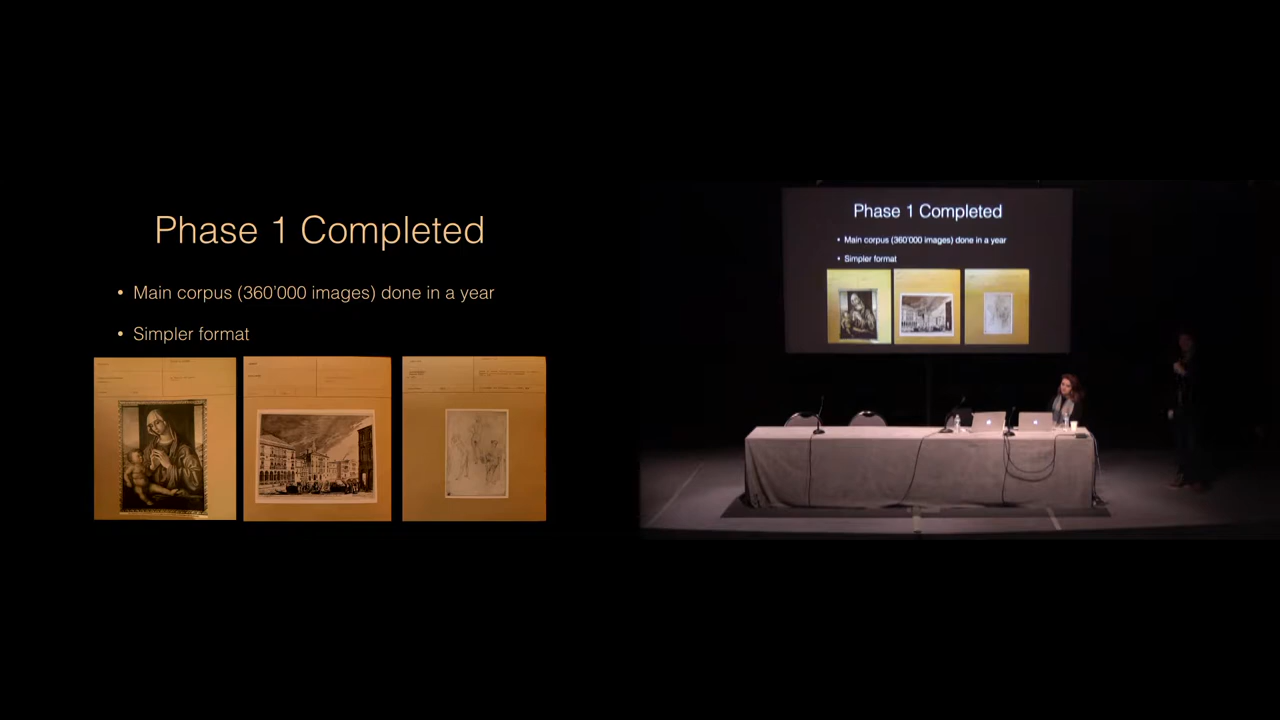 Phase 1 Completed
• Main corpus (360'000 images) done in a year
• Simpler format
Phase 1 Completed
• Main corpus (360'000 images) done in a year
• Simpler format